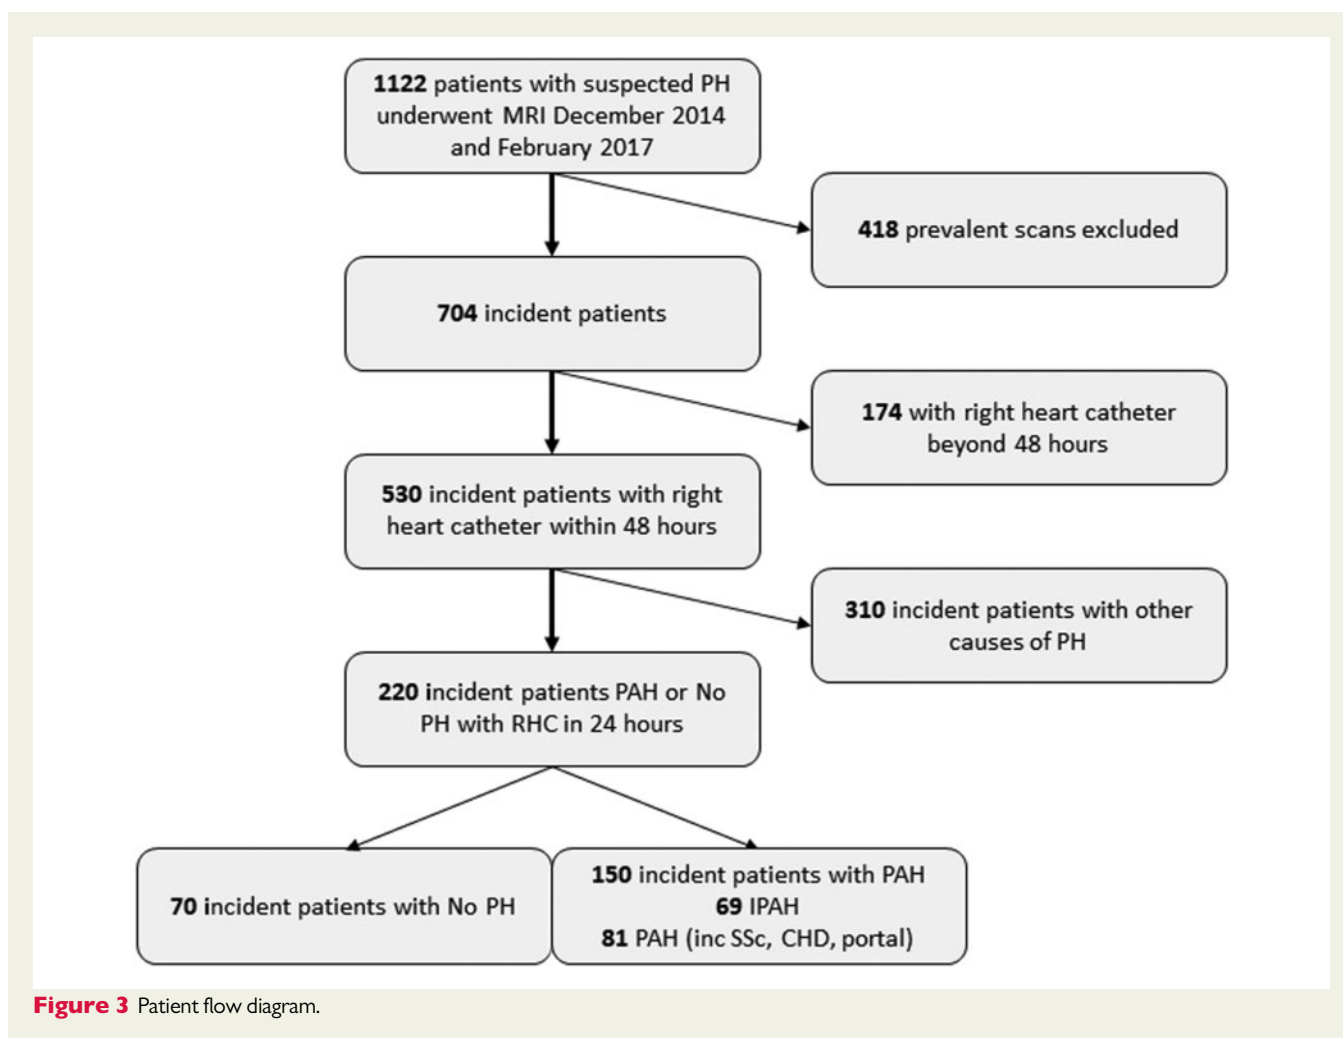 1122 patients with suspected PH
underwent MRI December 2014
and February 2017
418 prevalent scans excluded
704 incident patients
174 with right heart catheter
beyond 48 hours
530 incident patients with right
heart catheter within 48 hours
310 incident patients with other
causes of PH
220 incident patients PAH or No
PH with RHC in 24 hours
70 incident patients with No PH
150 incident patients with PAH
69 IPAH
81 PAH (inc SSc, CHD, portal)
Figure 3 Patient flow diagram.